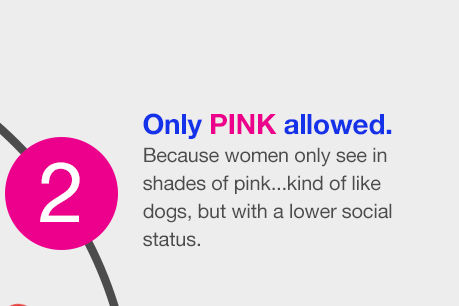 2
Only PINK allowed.
Because women only see in
shades of pink...kind of like
dogs, but with a lower social
status.